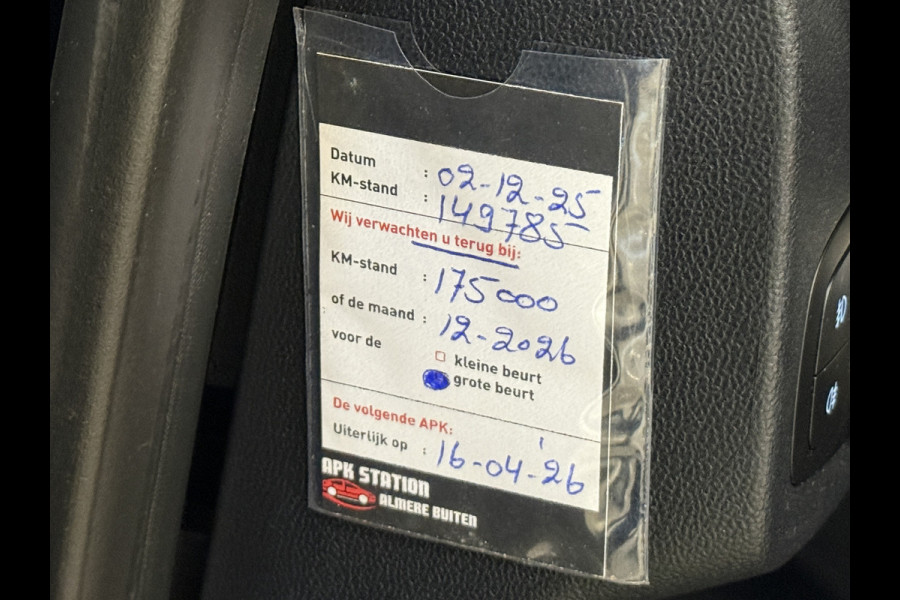 Datum : 02-12-25
KM-stand : 149785
Wij verwachten u terug bij:
KM-stand : 175000
of de maand : 12-2026
voor de
kleine beurt
grote beurt
De volgende APK:
Uiterlijk op : 16-04-26
APK STATION
ALMERE BUITEN